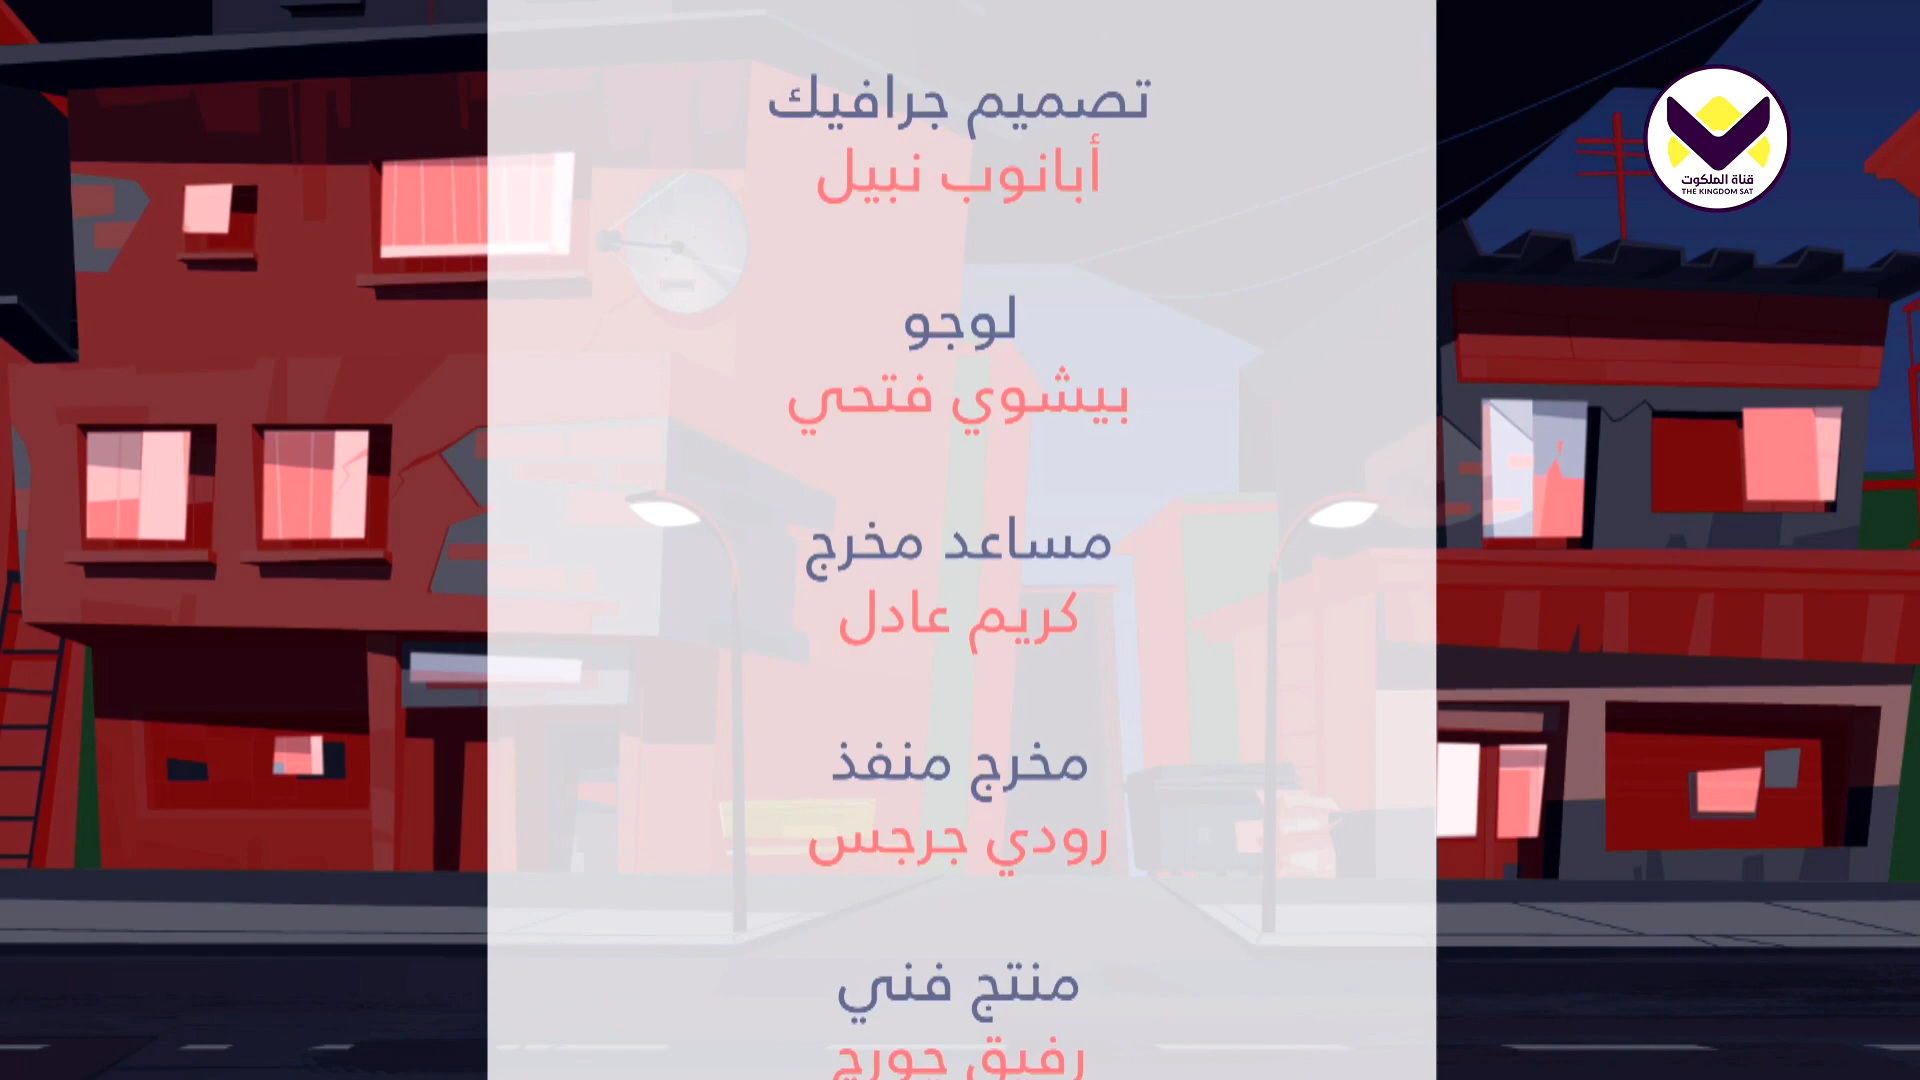 تصميم جرافيك
أبانوب نبيل
لوجو
بيشوي فتحي
مساعد مخرج
كريم عادل
مخرج منفذ
رودي جرجس
منتج فني
رفيق جورج
قناة الملكوت
THE KINGDOM SAT